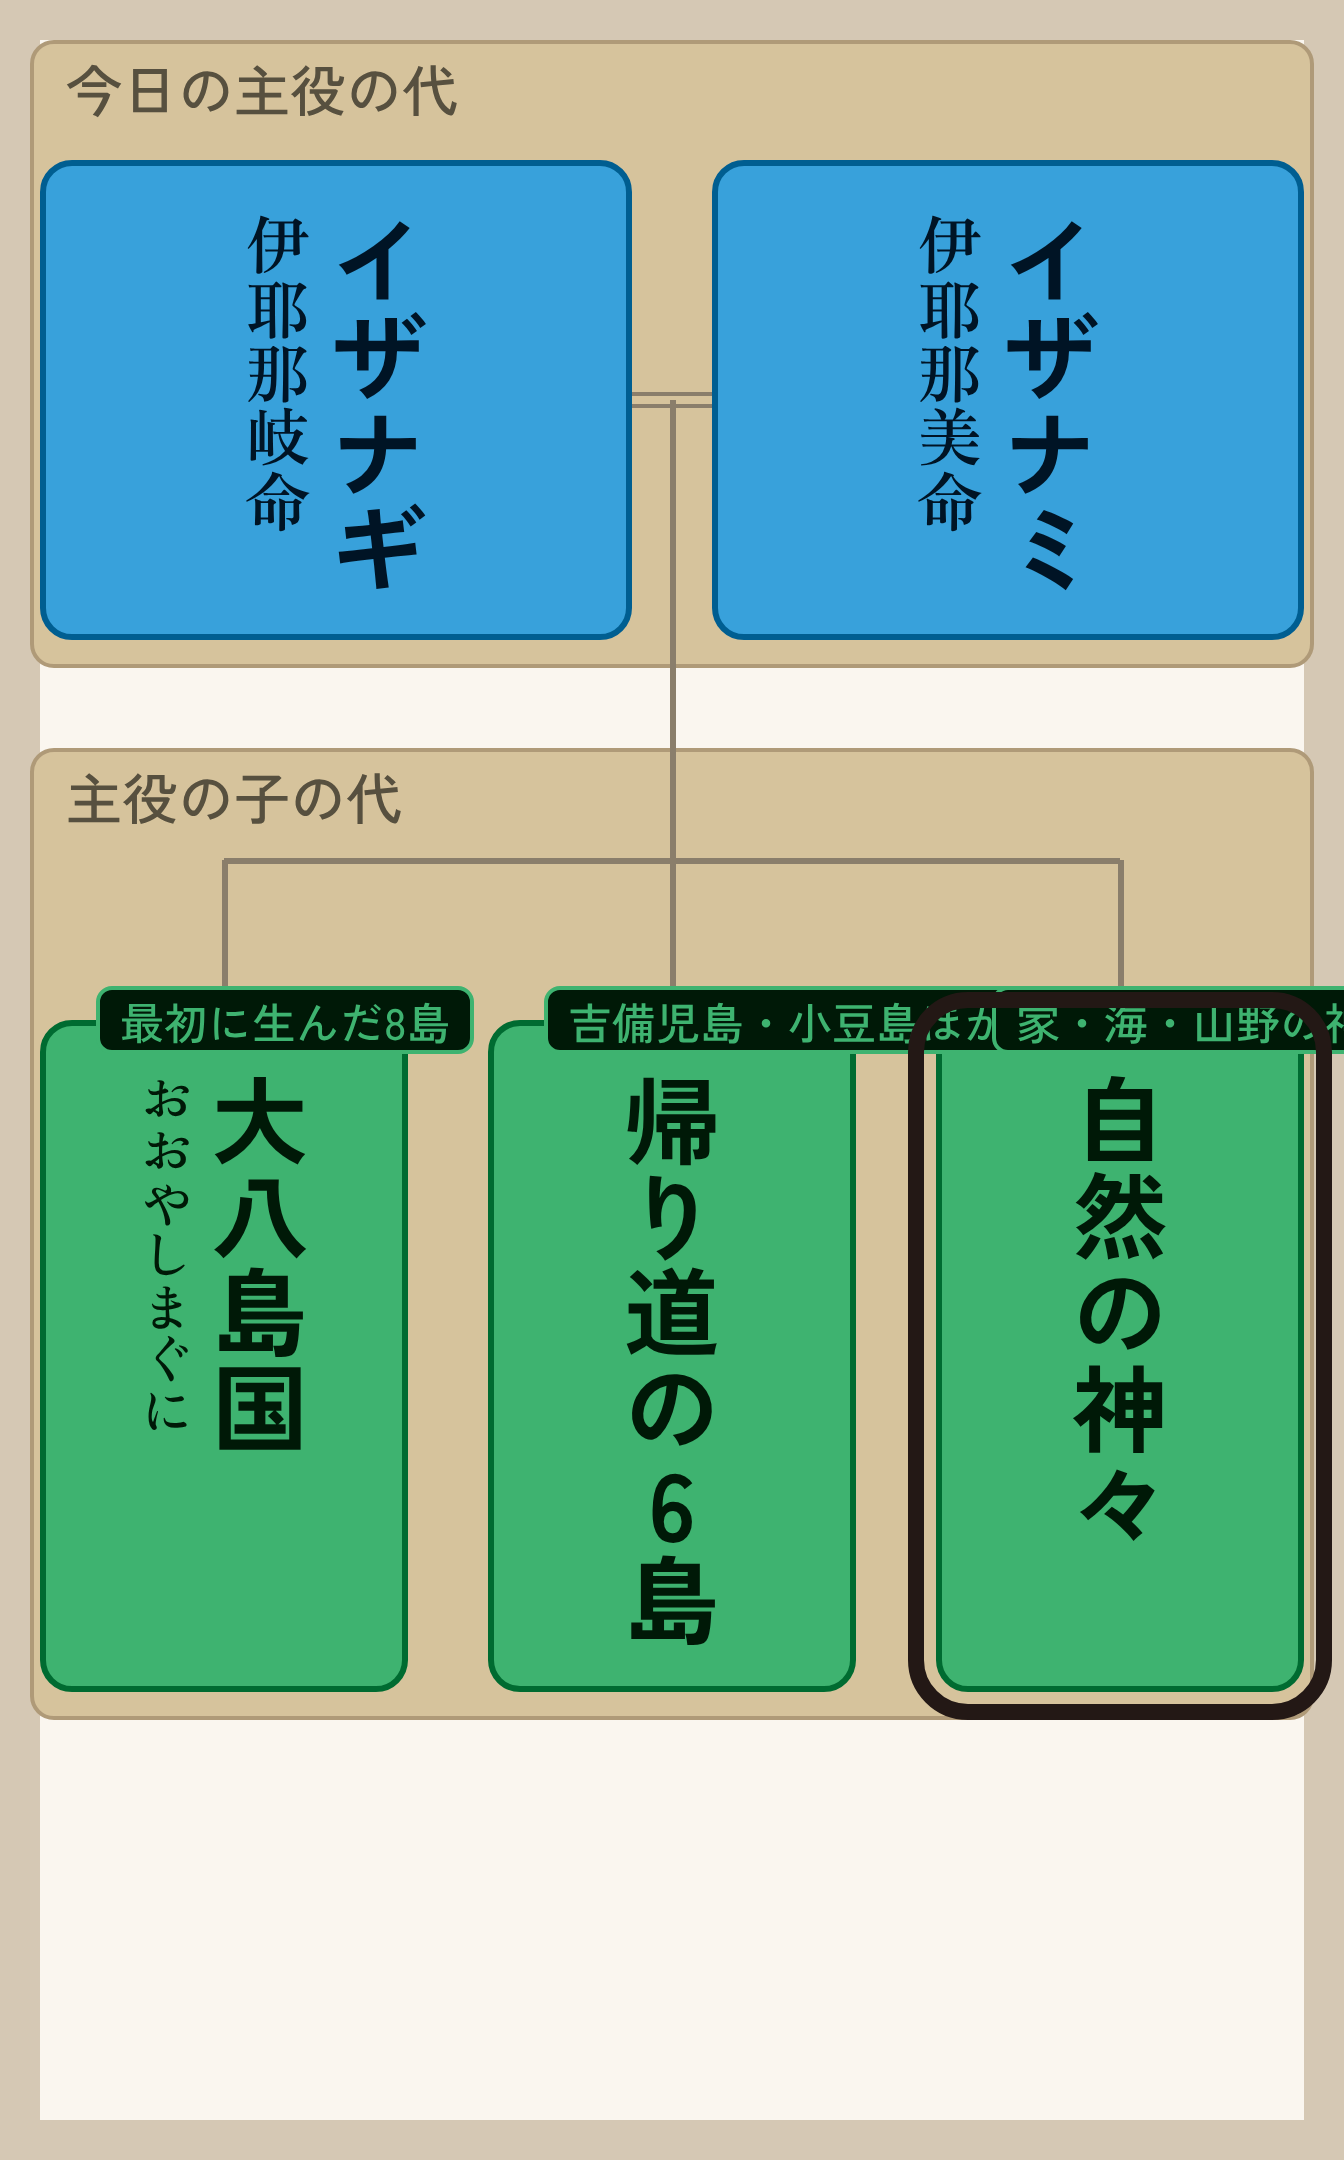 今日の主役の代
イザナギ
伊耶那岐命
イザナミ
伊耶那美命
主役の子の代
最初に生んだ8島
大八島国
おおやしまぐに
吉備児島・小豆島ほか
帰り道の6島
家・海・山野の
自然の神々